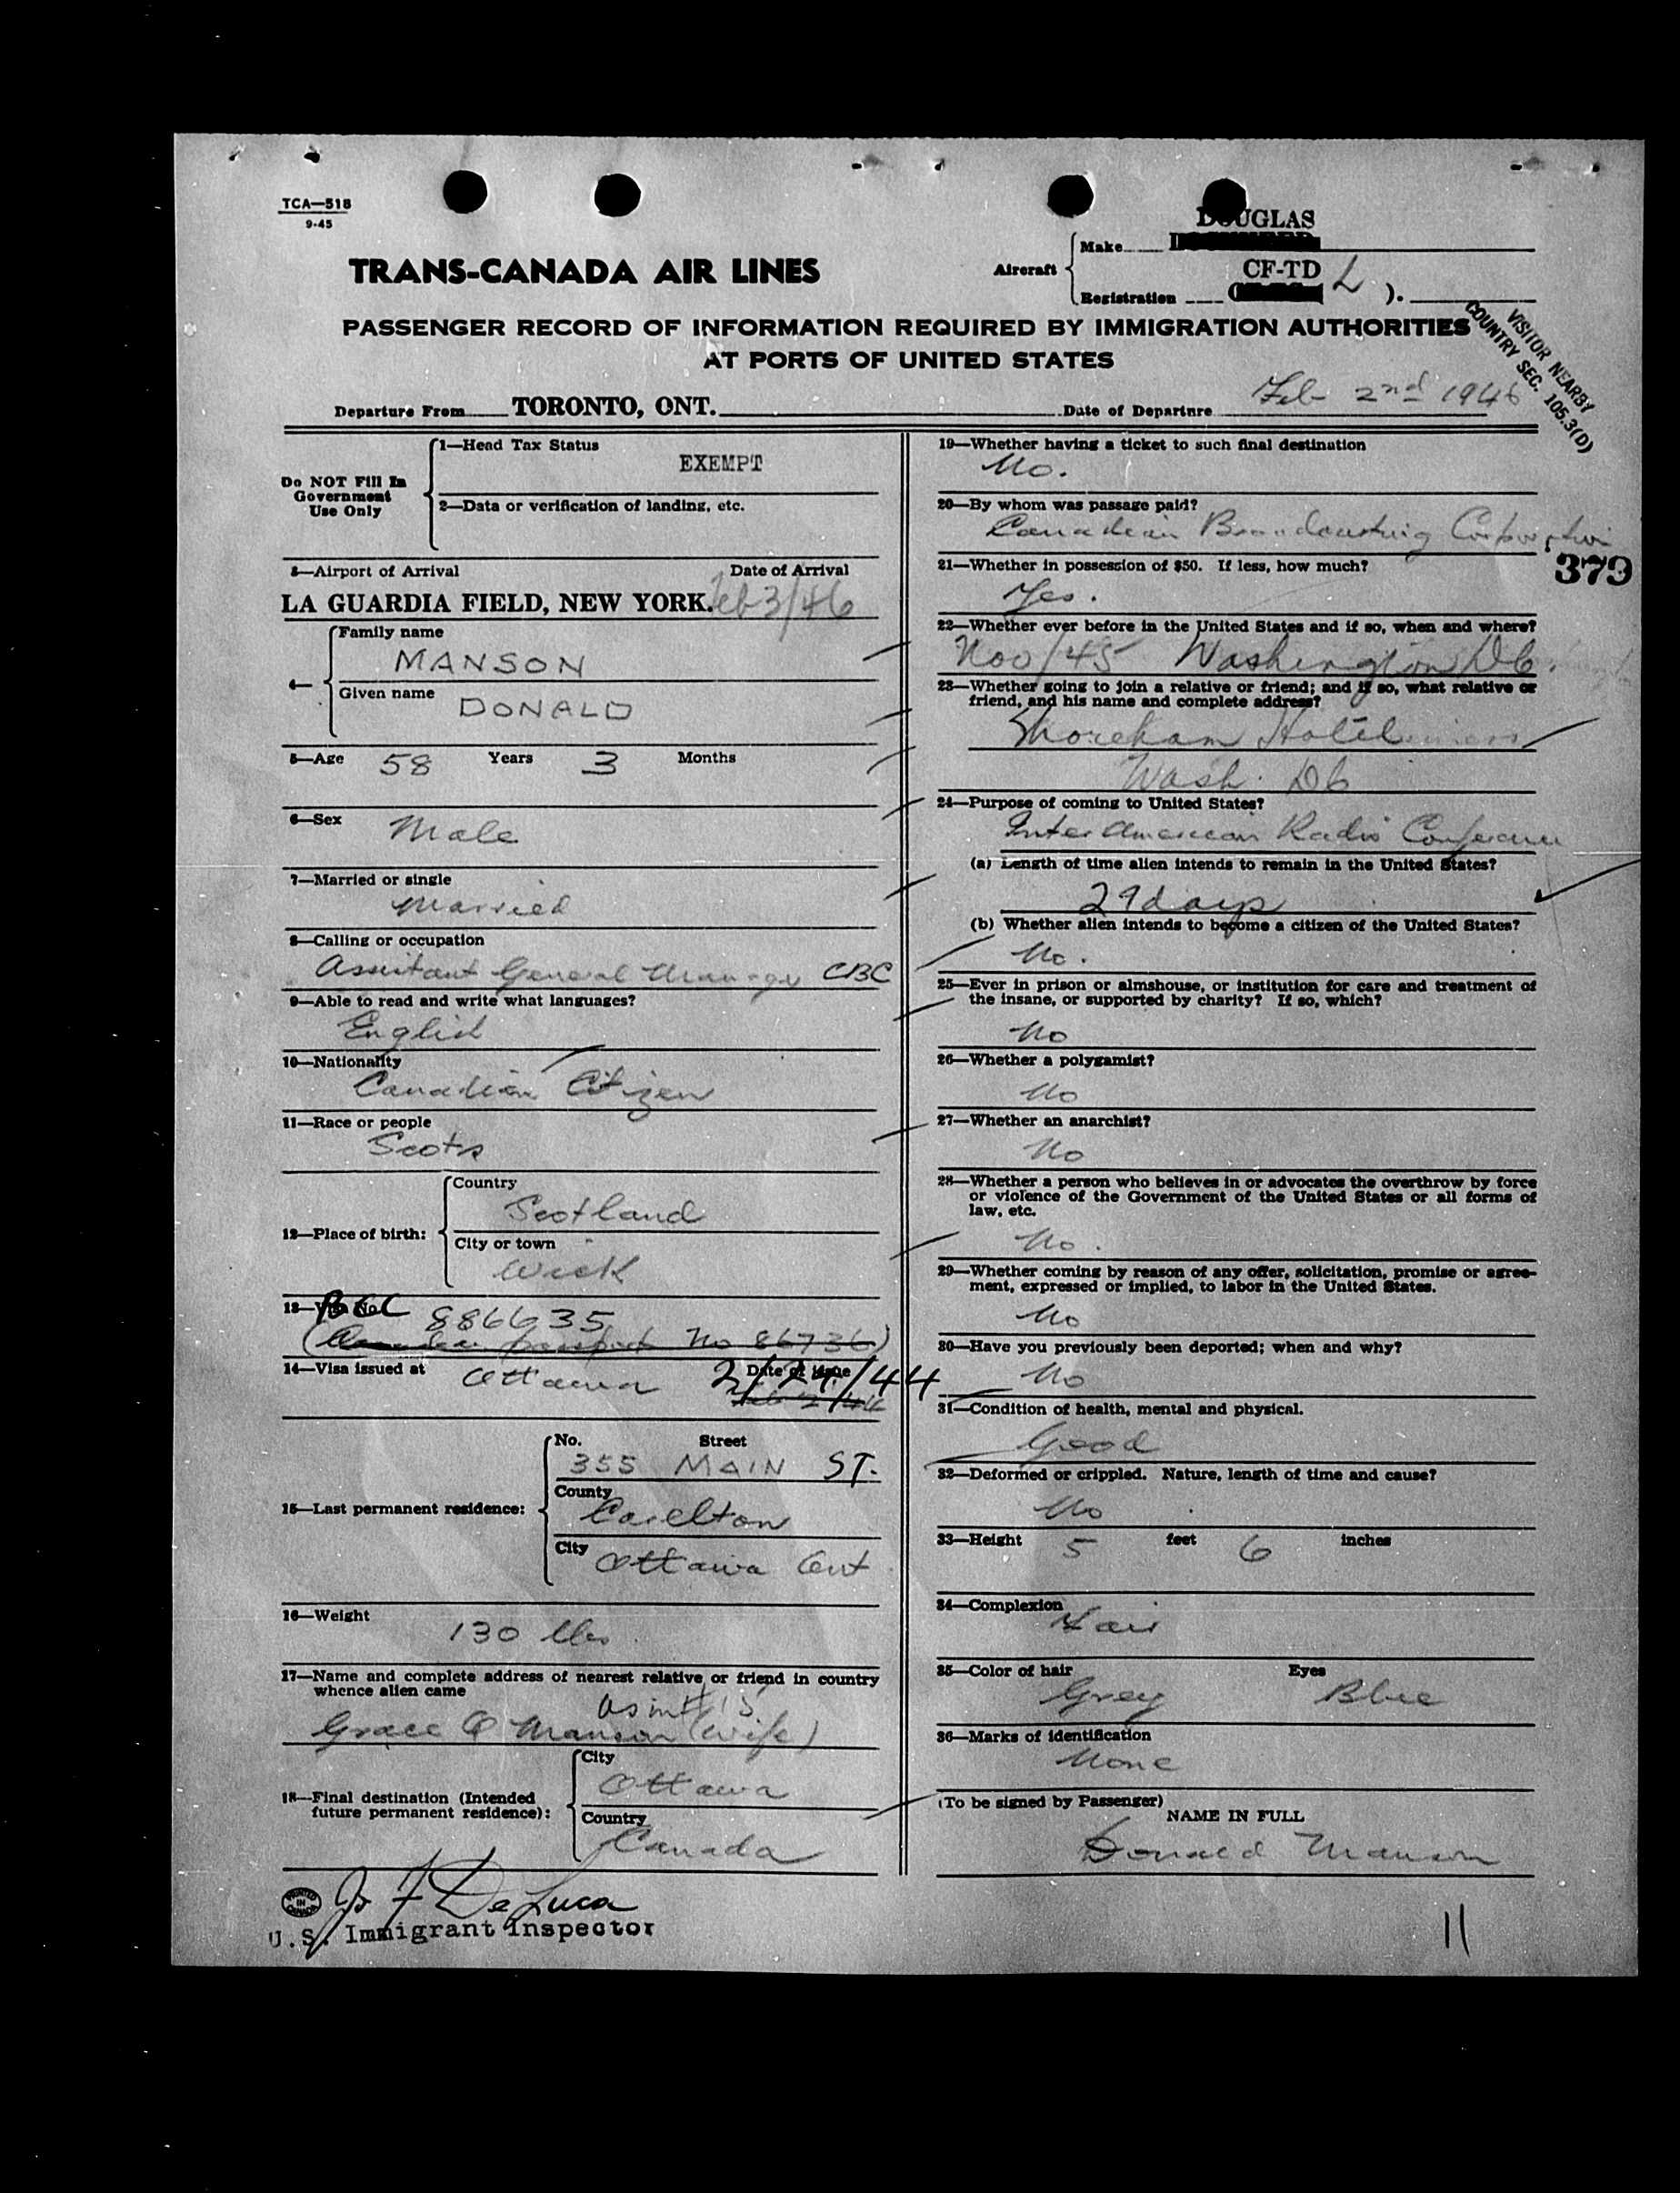 TCA—518
9-45
DOUGLAS
Aircraft
Make
TRANS-CANADA AIR LINES
CF-TD L ).
Registration
PASSENGER RECORD OF INFORMATION REQUIRED BY IMMIGRATION AUTHORITIES
AT PORTS OF UNITED STATES
VISITOR NEARBY
COUNTRY SEC. 105.3(D)
Departure From TORONTO, ONT. Date of Departure Feb 2nd 1946
Do NOT Fill In
Government
Use Only
1—Head Tax Status
EXEMPT
2—Data or verification of landing, etc.
3—Airport of Arrival Date of Arrival
LA GUARDIA FIELD, NEW YORK. Feb 3/46
4—
Family name
MANSON
Given name
DONALD
5—Age 58 Years 3 Months
6—Sex Male
7—Married or single
Married
8—Calling or occupation
Assistant General Manager CBC
9—Able to read and write what languages?
English
10—Nationality
Canadian Citizen
11—Race or people
Scots
12—Place of birth:
Country
Scotland
City or town
Wick
13—Visa No. 886635
(Canadian passport No 86736)
14—Visa issued at Ottawa Date of Issue 2/24/44
15—Last permanent residence:
No. Street
355 MAIN ST.
County
Carelton
City Ottawa Ont
16—Weight
130 lbs.
17—Name and complete address of nearest relative or friend in country
whence alien came
as in #15
Grace O Manson (wife)
18—Final destination (Intended
future permanent residence):
City
Ottawa
Country
Canada
PRINTED IN CANADA
De Luca
U.S. Immigrant Inspector
19—Whether having a ticket to such final destination
No.
20—By whom was passage paid?
Canadian Broadcasting Corporation
379
21—Whether in possession of $50. If less, how much?
Yes.
22—Whether ever before in the United States and if so, when and where?
Nov/45 Washington DC.
23—Whether going to join a relative or friend; and if so, what relative or
friend, and his name and complete address?
Shoreham Hotel
Wash. DC
24—Purpose of coming to United States?
Inter American Radio Conference
(a) Length of time alien intends to remain in the United States?
29 days
(b) Whether alien intends to become a citizen of the United States?
No.
25—Ever in prison or almshouse, or institution for care and treatment of
the insane, or supported by charity? If so, which?
No
26—Whether a polygamist?
No
27—Whether an anarchist?
No
28—Whether a person who believes in or advocates the overthrow by force
or violence of the Government of the United States or all forms of
law, etc.
No.
29—Whether coming by reason of any offer, solicitation, promise or agree-
ment, expressed or implied, to labor in the United States.
No
30—Have you previously been deported; when and why?
No
31—Condition of health, mental and physical.
Good
32—Deformed or crippled. Nature, length of time and cause?
No
33—Height 5 feet 6 inches
34—Complexion
Fair
35—Color of hair Eyes
Grey Blue
36—Marks of identification
None
(To be signed by Passenger)
NAME IN FULL
Donald Manson
11